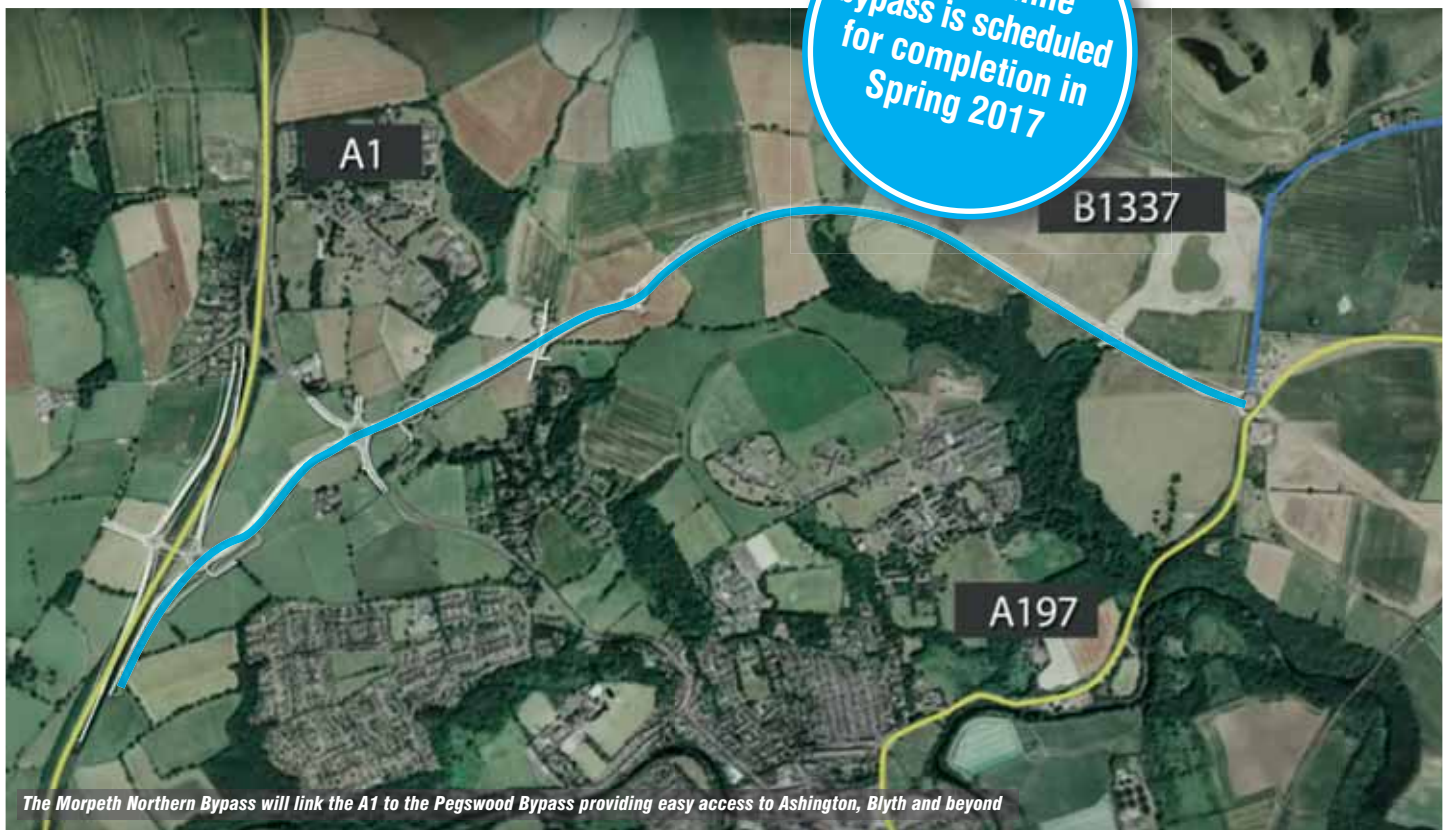 bypass is scheduled
for completion in
Spring 2017
A1
B1337
A197
The Morpeth Northern Bypass will link the A1 to the Pegswood Bypass providing easy access to Ashington, Blyth and beyond